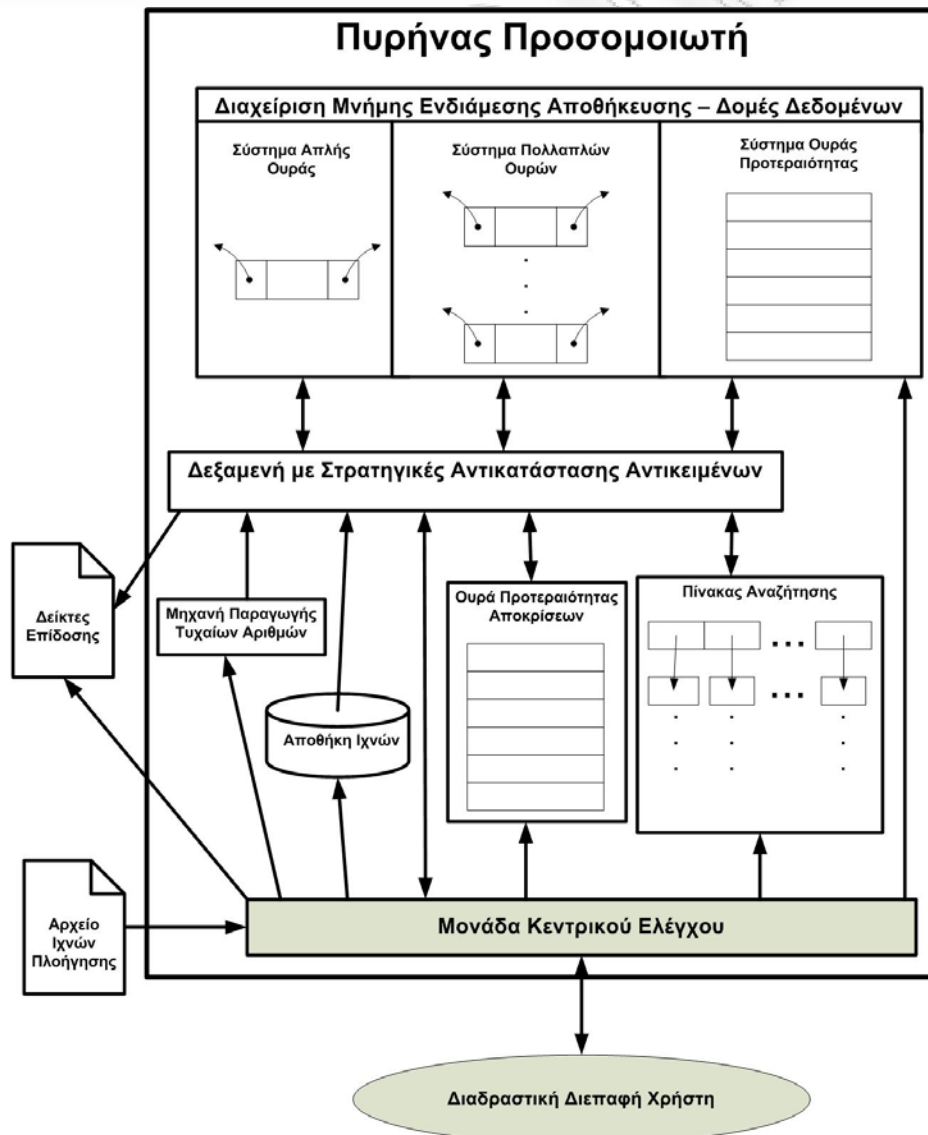 Πυρήνας Προσομοιωτή
Διαχείριση Μνήμης Ενδιάμεσης Αποθήκευσης – Δομές Δεδομένων
Σύστημα Απλής
Ουράς
Σύστημα Πολλαπλών
Ουρών
Σύστημα Ουράς
Προτεραιότητας
Δεξαμενή με Στρατηγικές Αντικατάστασης Αντικειμένων
Δείκτες
Επίδοσης
Μηχανή Παραγωγής
Τυχαίων Αριθμών
Αποθήκη Ιχνών
Ουρά Προτεραιότητας
Αποκρίσεων
Πίνακας Αναζήτησης
Αρχείο
Ιχνών
Πλοήγησης
Μονάδα Κεντρικού Ελέγχου
Διαδραστική Διεπαφή Χρήστη